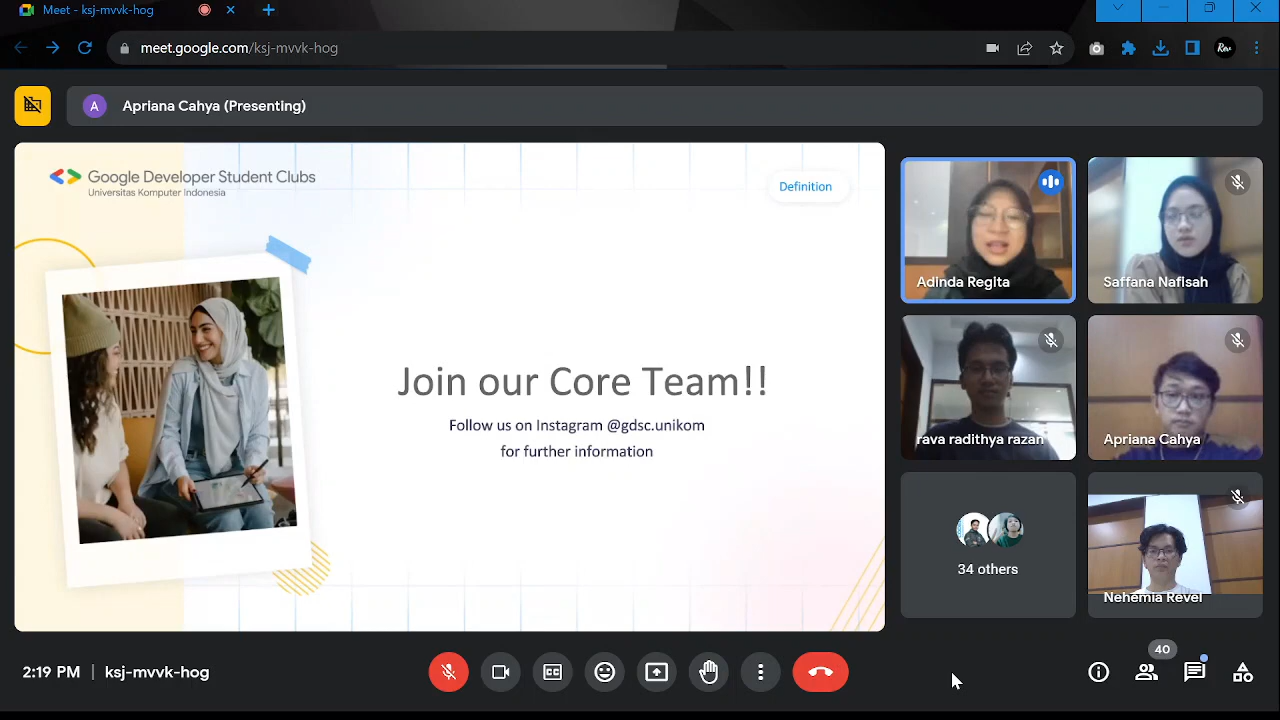 Meet - ksj-mvvk-hog
meet.google.com/ksj-mvvk-hog
Rev
A
Apriana Cahya (Presenting)
Google Developer Student Clubs
Universitas Komputer Indonesia
Definition
Join our Core Team!!
Follow us on Instagram @gdsc.unikom
for further information
Adinda Regita
Saffana Nafisah
rava radithya razan
Apriana Cahya
34 others
Nehemia Revel
2:19 PM | ksj-mvvk-hog
CC
40